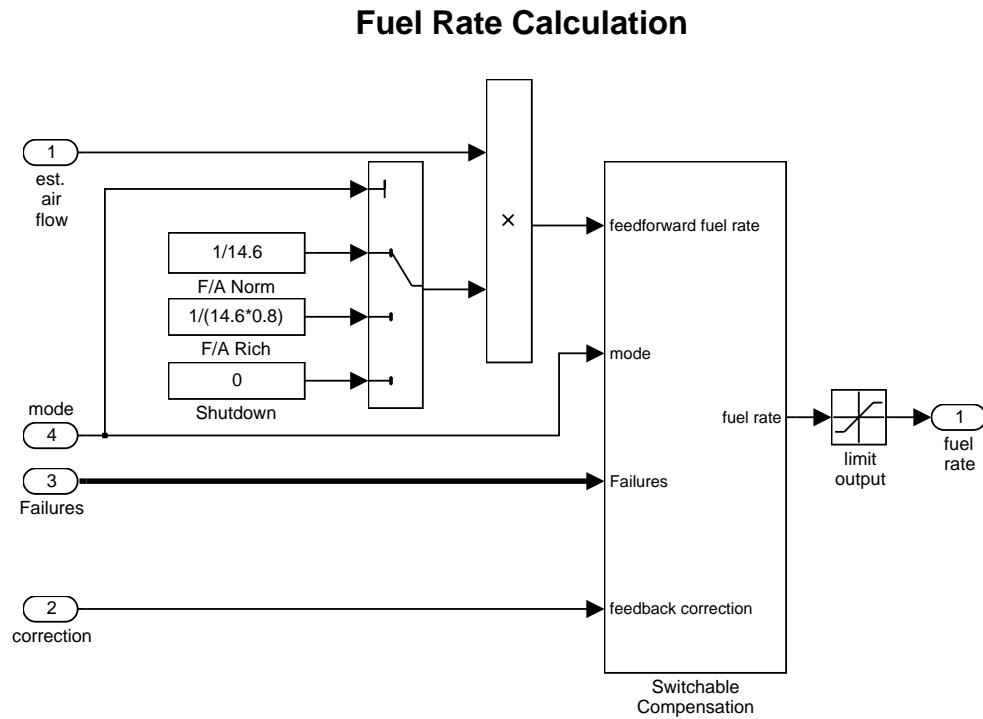 Fuel Rate Calculation
1
est.
air
flow
1/14.6
F/A Norm
1/(14.6*0.8)
F/A Rich
0
Shutdown
×
mode
4
3
Failures
2
correction
feedforward fuel rate
mode
fuel rate
Failures
feedback correction
Switchable
Compensation
limit
output
1
fuel
rate